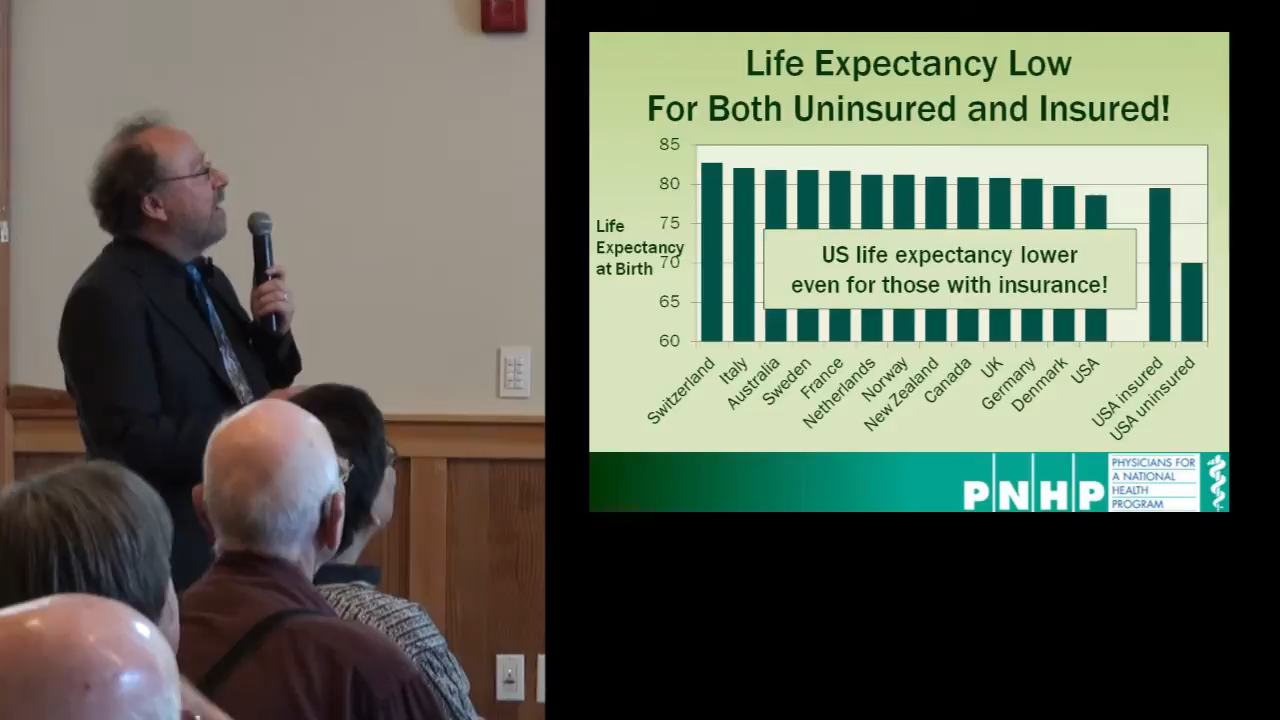 Life Expectancy Low
For Both Uninsured and Insured!
85
80
75
70
65
60
Life
Expectancy
at Birth
US life expectancy lower
even for those with insurance!
Switzerland
Italy
Australia
Sweden
France
Netherlands
Norway
New Zealand
Canada
UK
Germany
Denmark
USA
USA insured
USA uninsured
PNHP
PHYSICIANS FOR
A NATIONAL
HEALTH
PROGRAM